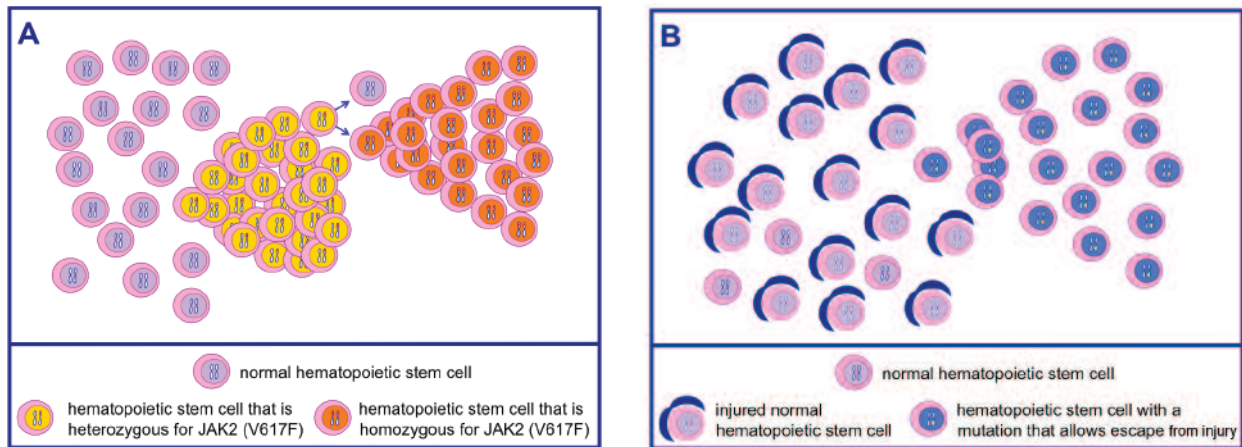 A
normal hematopoietic stem cell
hematopoietic stem cell that is
heterozygous for JAK2 (V617F)
hematopoietic stem cell that is
homozygous for JAK2 (V617F)
B
normal hematopoietic stem cell
injured normal
hematopoietic stem cell
hematopoietic stem cell with a
mutation that allows escape from injury